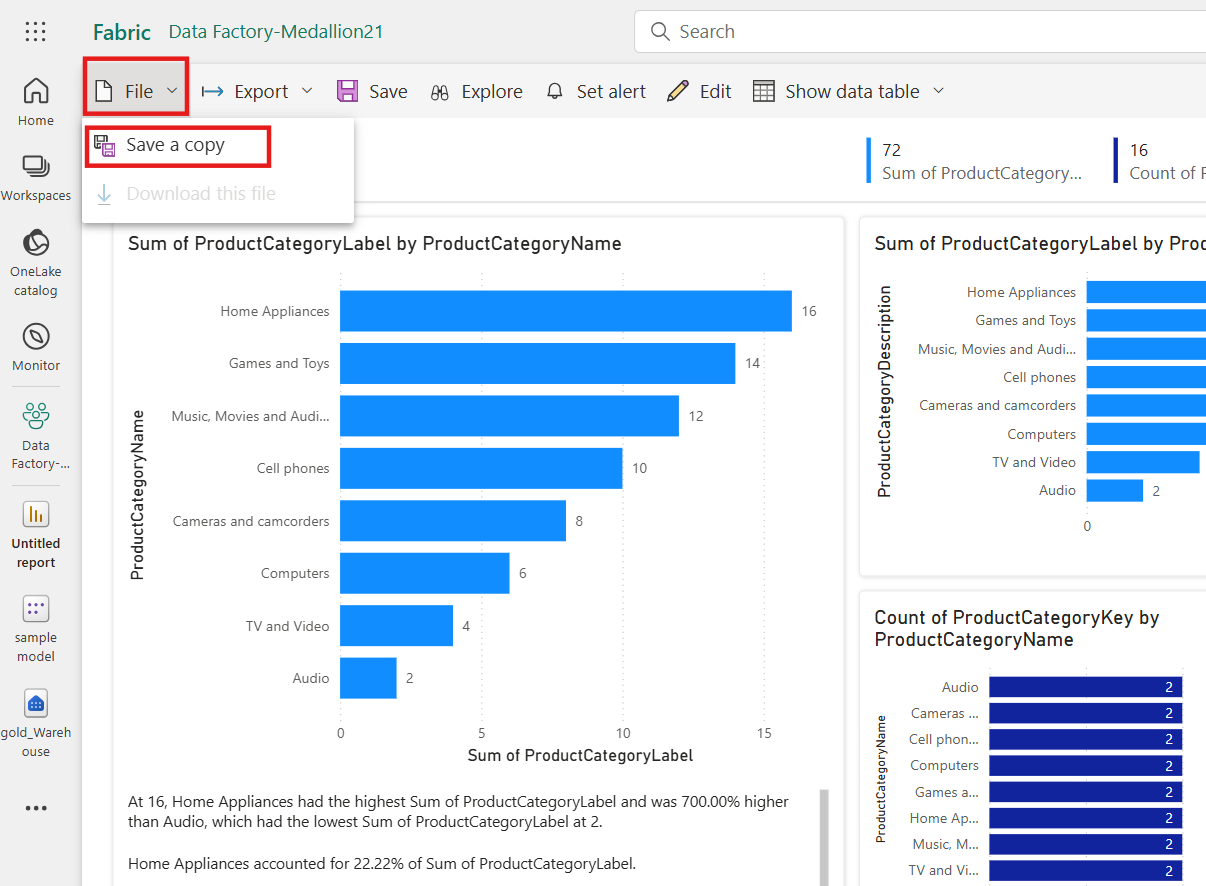 Fabric
Data Factory-Medallion21
Search
File
Export
Save
Explore
Set alert
Edit
Show data table
Save a copy
Download this file
Home
Workspaces
OneLake
catalog
Monitor
Data
Factory-...
Untitled
report
sample
model
gold_Wareh
ouse
72
Sum of ProductCategory...
16
Count of P
Sum of ProductCategoryLabel by ProductCategoryName
ProductCategoryName
Home Appliances 16
Games and Toys 14
Music, Movies and Audi... 12
Cell phones 10
Cameras and camcorders 8
Computers 6
TV and Video 4
Audio 2
0 5 10 15
Sum of ProductCategoryLabel
At 16, Home Appliances had the highest Sum of ProductCategoryLabel and was 700.00% higher
than Audio, which had the lowest Sum of ProductCategoryLabel at 2.
Home Appliances accounted for 22.22% of Sum of ProductCategoryLabel.
Sum of ProductCategoryLabel by Prod
ProductCategoryDescription
Home Appliances
Games and Toys
Music, Movies and Audi...
Cell phones
Cameras and camcorders
Computers
TV and Video
Audio 2
0
Count of ProductCategoryKey by
ProductCategoryName
ProductCategoryName
Audio 2
Cameras ... 2
Cell phon... 2
Computers 2
Games a... 2
Home Ap... 2
Music, M... 2
TV and Vi... 2